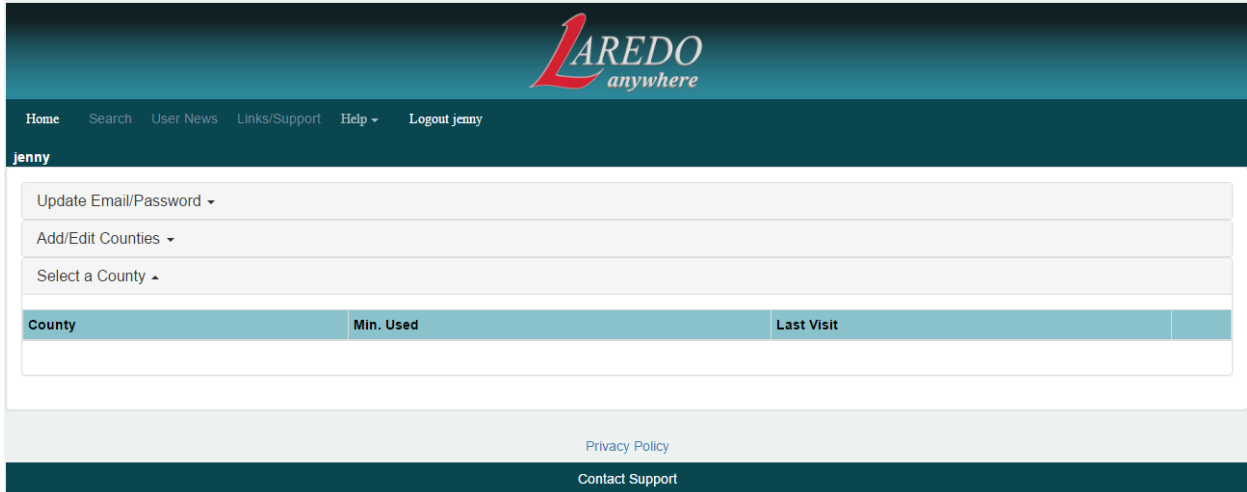 LAREDO
anywhere
Home Search User News Links/Support Help Logout jenny
jenny
Update Email/Password
Add/Edit Counties
Select a County
County Min. Used Last Visit
Privacy Policy
Contact Support